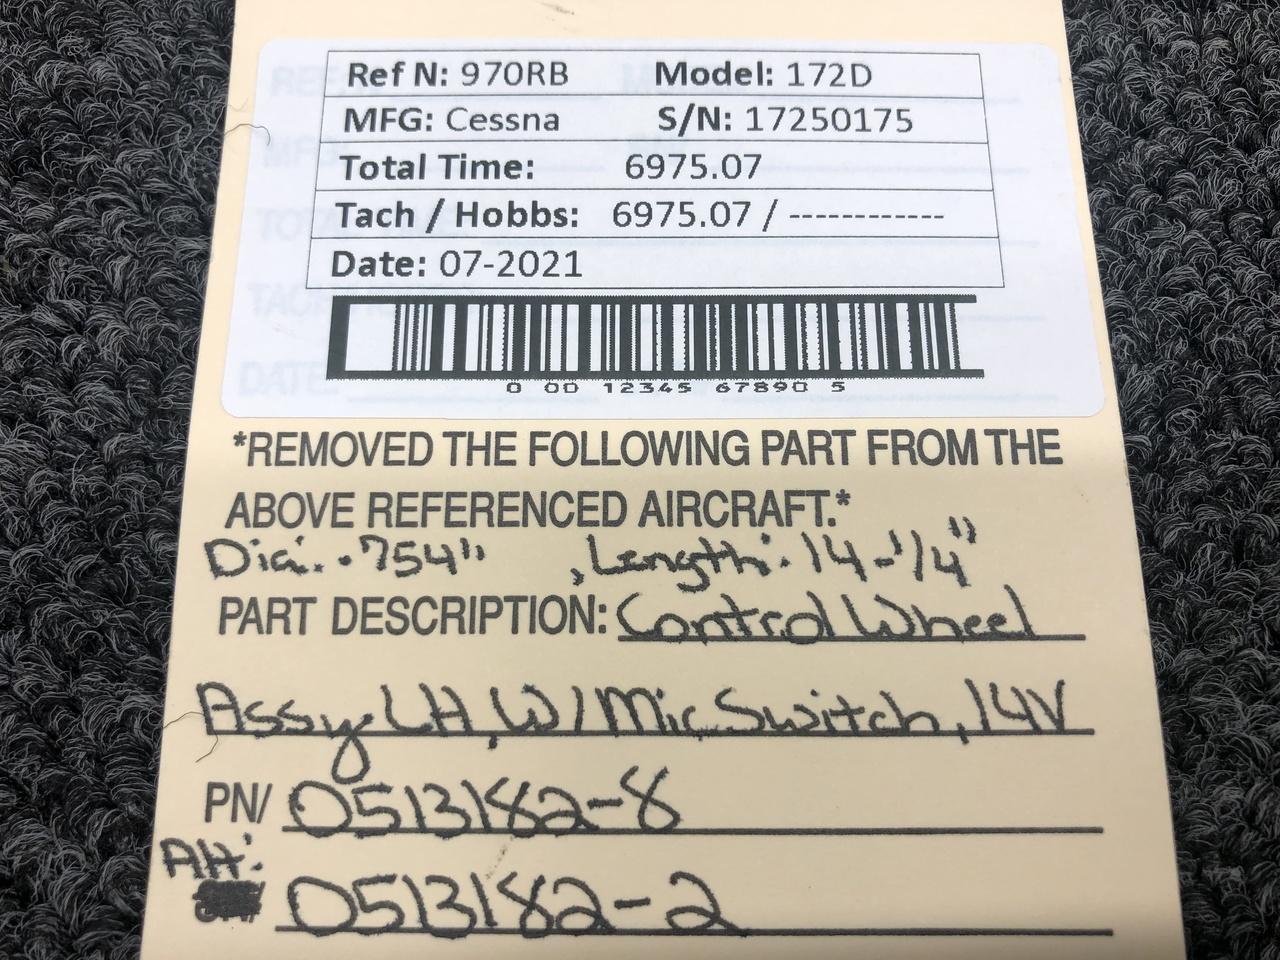 Ref N: 970RB Model: 172D
MFG: Cessna S/N: 17250175
Total Time: 6975.07
Tach / Hobbs: 6975.07 / ------------
Date: 07-2021
0 00 12345 67890 5
*REMOVED THE FOLLOWING PART FROM THE
ABOVE REFERENCED AIRCRAFT.*
Dia: .754" , Length: 14-1/4"
PART DESCRIPTION: Control Wheel
Assy LH, W/ Mic Switch, 14V
PN/ 0513182-8
Alt:
0513182-2